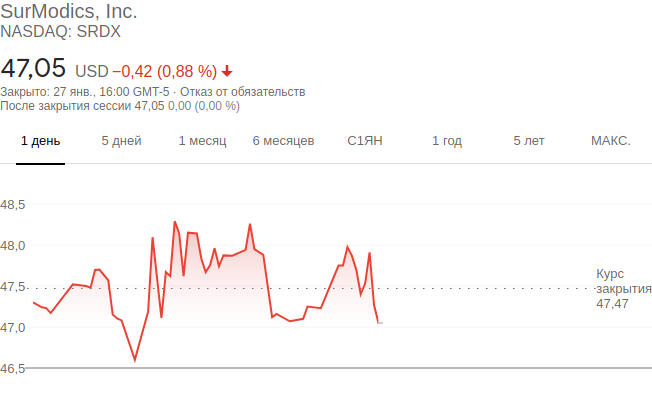 SurModics, Inc.
NASDAQ: SRDX
47,05 USD −0,42 (0,88 %)
Закрыто: 27 янв., 16:00 GMT-5 · Отказ от обязательств
После закрытия сессии 47,05 0,00 (0,00 %)
1 день 5 дней 1 месяц 6 месяцев С1ЯН 1 год 5 лет МАКС.
48,5
48,0
47,5
47,0
46,5
Курс
закрытия
47,47